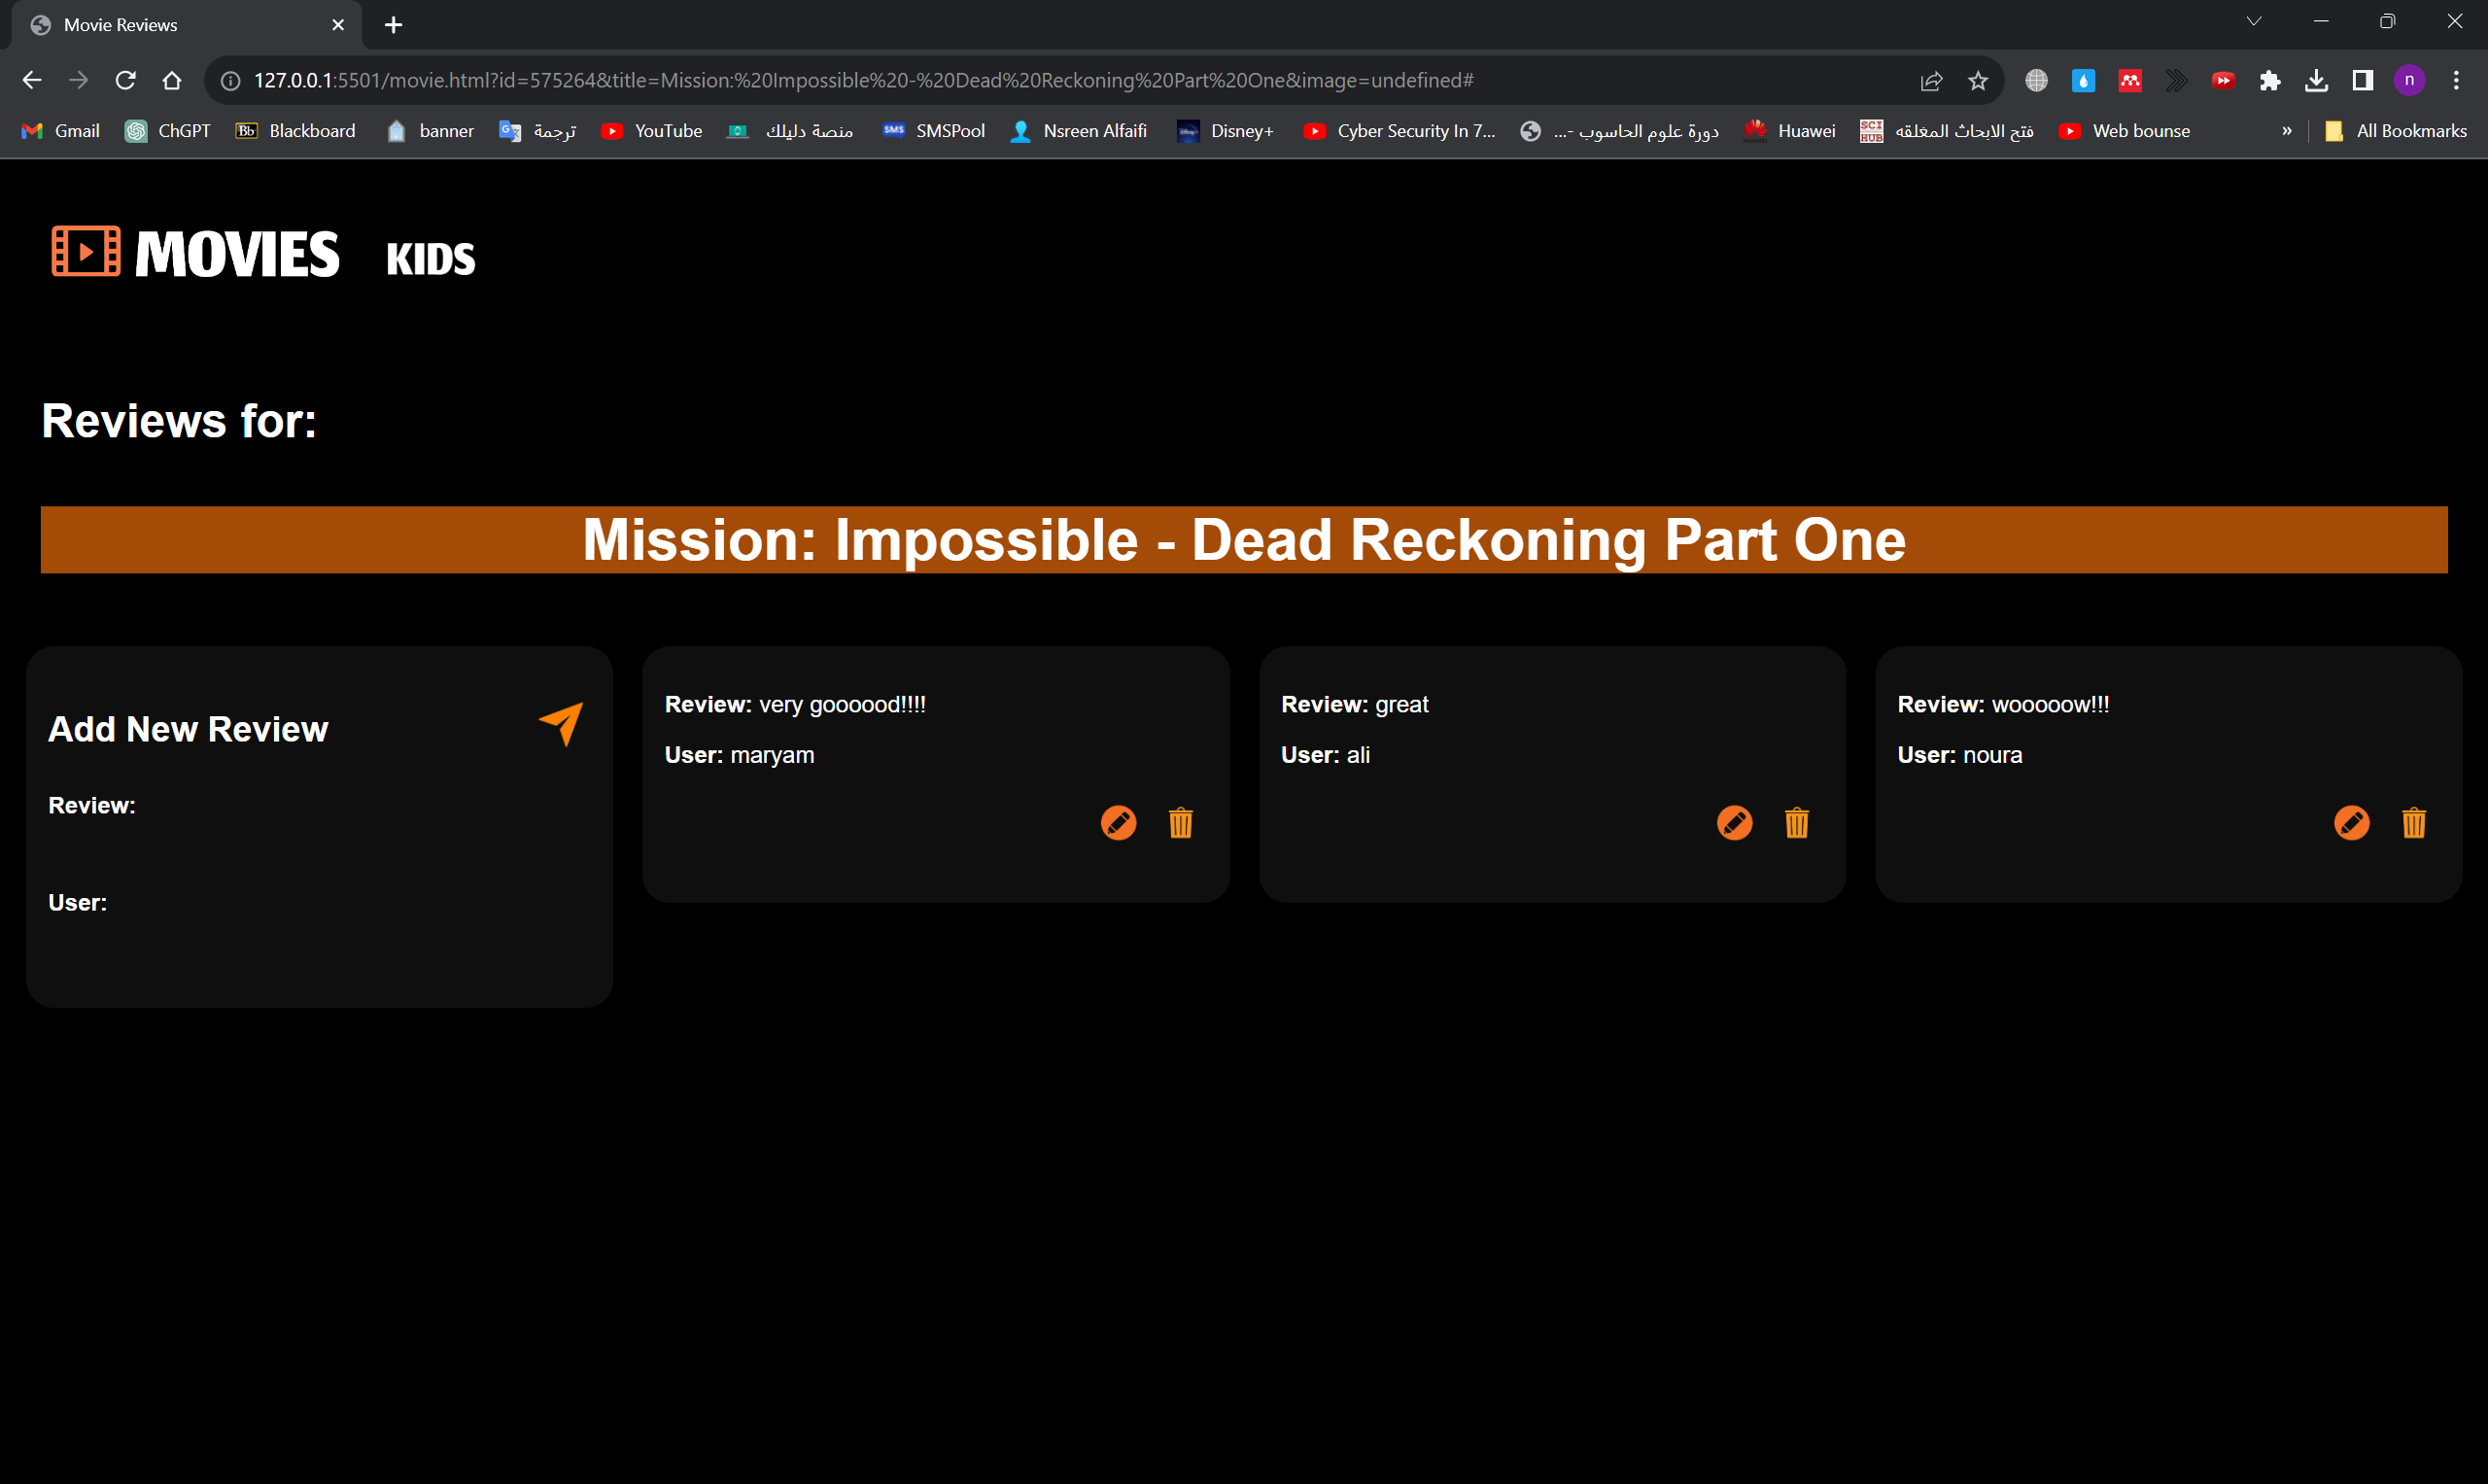 Movie Reviews
127.0.0.1:5501/movie.html?id=575264&title=Mission:%20Impossible%20-%20Dead%20Reckoning%20Part%20One&image=undefined#
n
Gmail ChGPT Bb Blackboard banner ترجمة YouTube منصة دليلك SMS SMSPool Nsreen Alfaifi Disney+ Cyber Security In 7... دورة علوم الحاسوب -... Huawei SCI HUB فتح الابحاث المغلقه Web bounse » All Bookmarks
MOVIES KIDS
Reviews for:
Mission: Impossible - Dead Reckoning Part One
Add New Review
Review:
User:
Review: very goooood!!!!
User: maryam
Review: great
User: ali
Review: wooooow!!!
User: noura